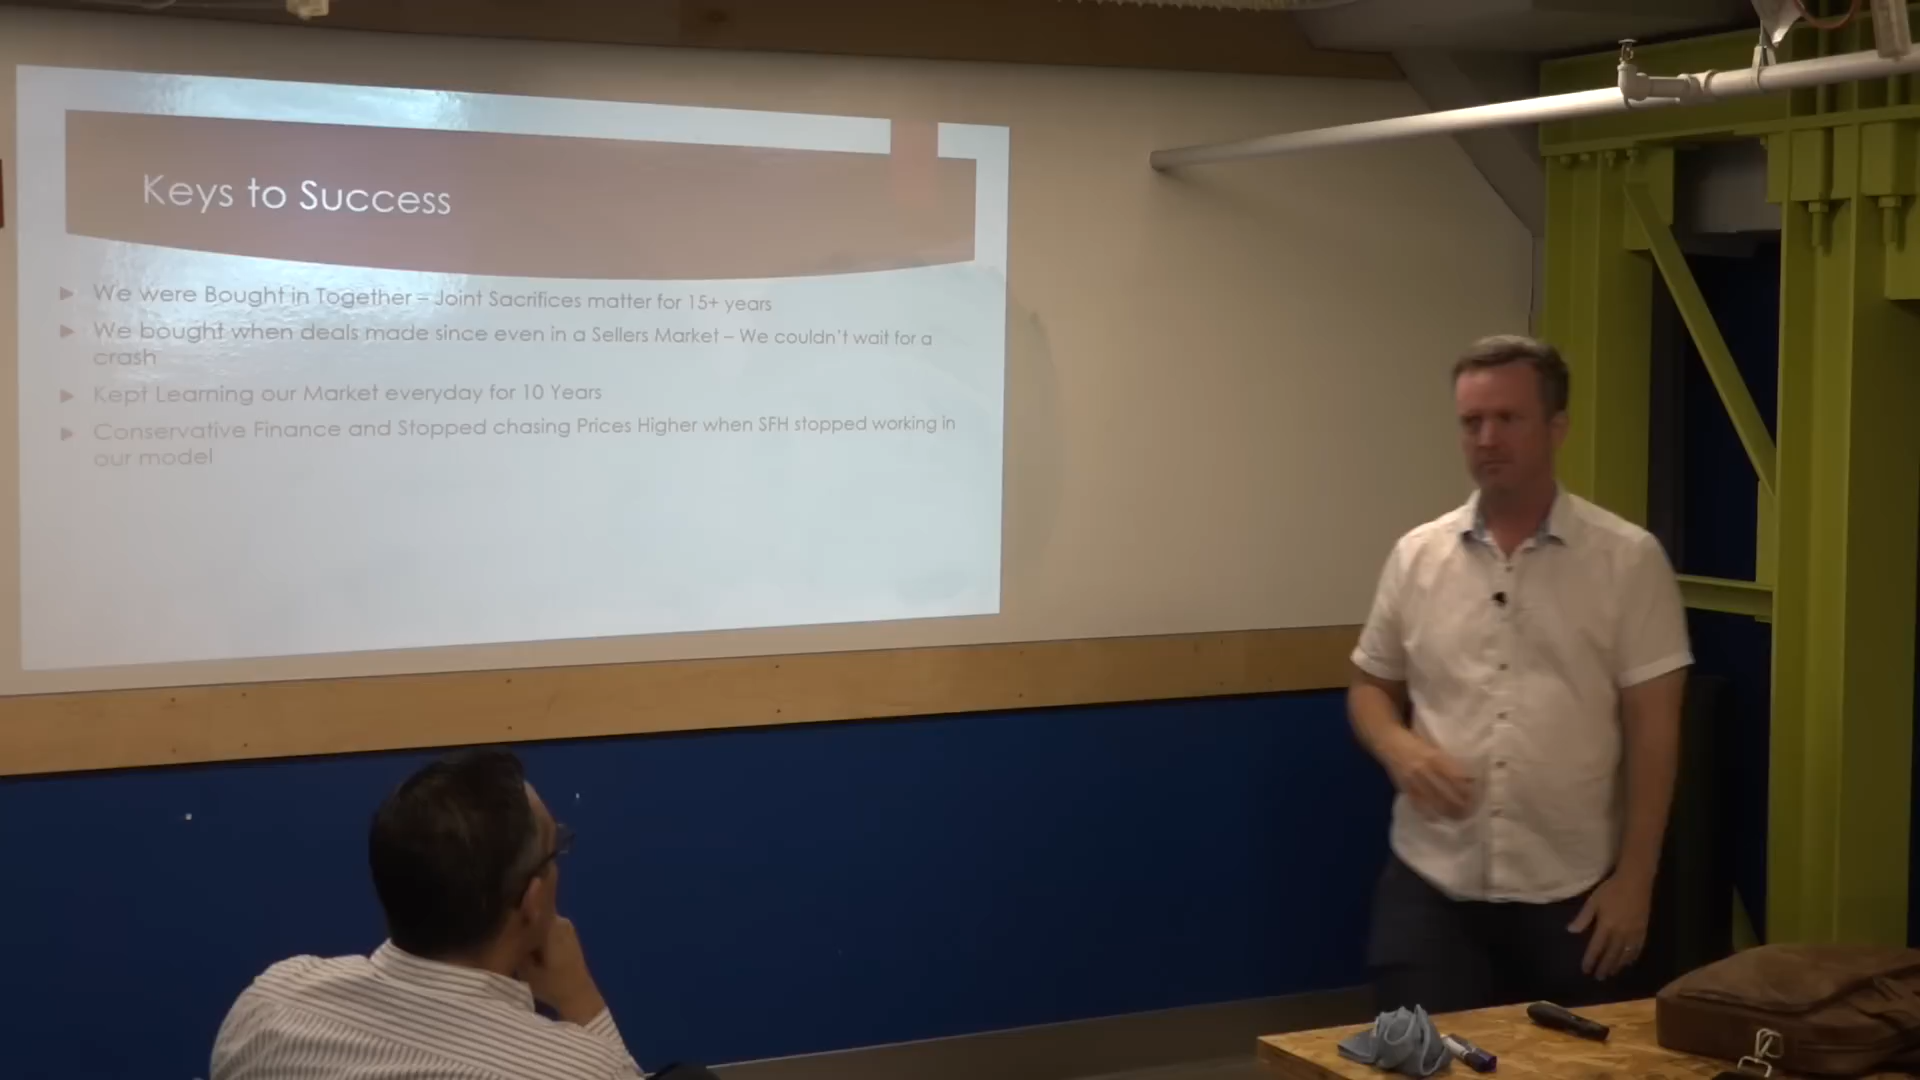 Keys to Success
We were Bought in Together – Joint Sacrifices matter for 15+ years
We bought when deals made since even in a Sellers Market – We couldn't wait for a
crash
Kept Learning our Market everyday for 10 Years
Conservative Finance and Stopped chasing Prices Higher when SFH stopped working in
our model